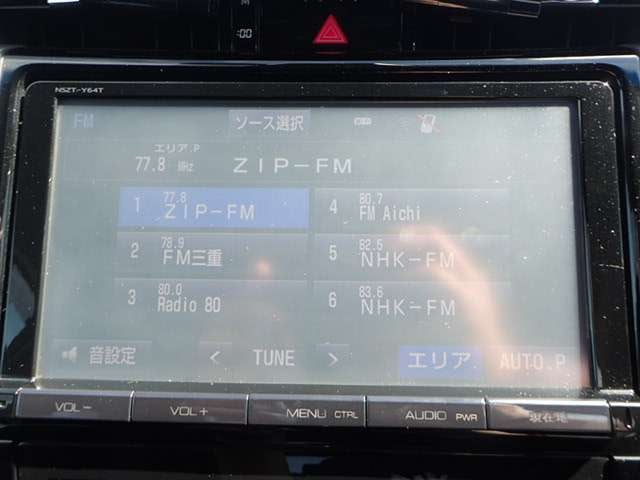 :00
NSZT-Y64T
FM ソース選択 Wi-Fi
エリア.P
77.8 MHz ZIP-FM
1 77.8 ZIP-FM
2 78.9 FM三重
3 80.0 Radio 80
4 80.7 FM Aichi
5 82.5 NHK-FM
6 83.6 NHK-FM
音設定 < TUNE > エリア AUTO.P
VOL- VOL+ MENU CTRL AUDIO PWR 現在地